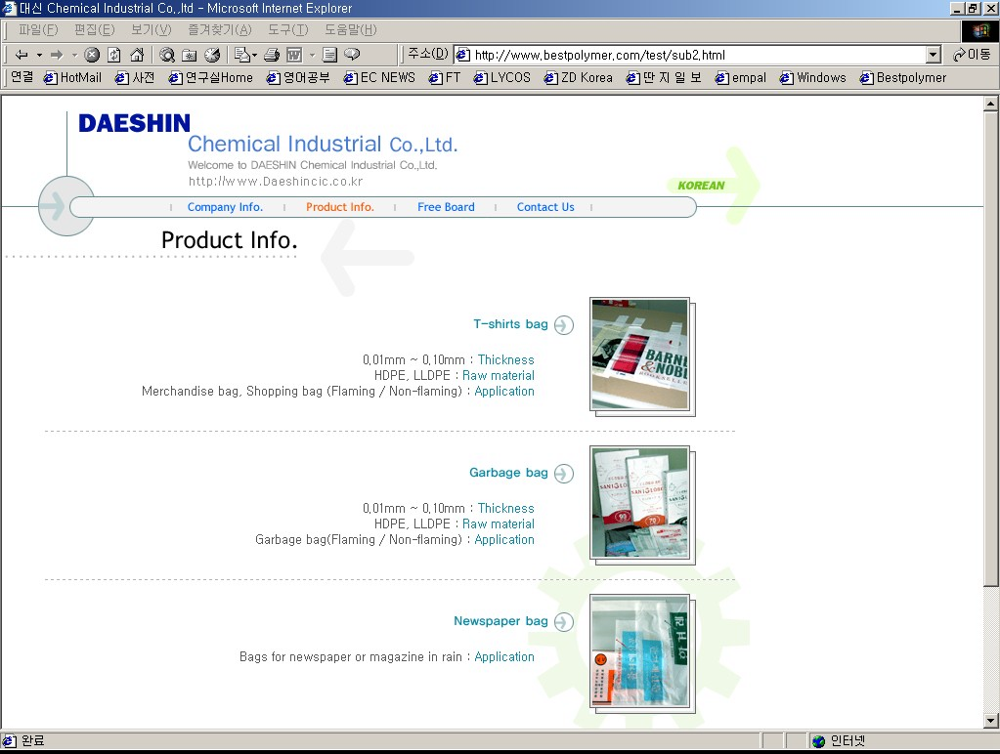 대신 Chemical Industrial Co.,ltd - Microsoft Internet Explorer
파일(F) 편집(E) 보기(V) 즐겨찾기(A) 도구(T) 도움말(H)
주소(D) http://www.bestpolymer.com/test/sub2.html 이동
연결 HotMail 사전 연구실Home 영어공부 EC NEWS FT LYCOS ZD Korea 딴 지 일 보 empal Windows Bestpolymer
DAESHIN
Chemical Industrial Co.,Ltd.
Welcome to DAESHIN Chemical Industrial Co.,Ltd.
http://www.Daeshincic.co.kr
KOREAN
Company Info. Product Info. Free Board Contact Us
Product Info.
T-shirts bag
0.01mm ~ 0.10mm : Thickness
HDPE, LLDPE : Raw material
Merchandise bag, Shopping bag (Flaming / Non-flaming) : Application
BARNE
& NOBL
BOOKSELLE
Garbage bag
0.01mm ~ 0.10mm : Thickness
HDPE, LLDPE : Raw material
Garbage bag(Flaming / Non-flaming) : Application
Newspaper bag
Bags for newspaper or magazine in rain : Application
완료 인터넷